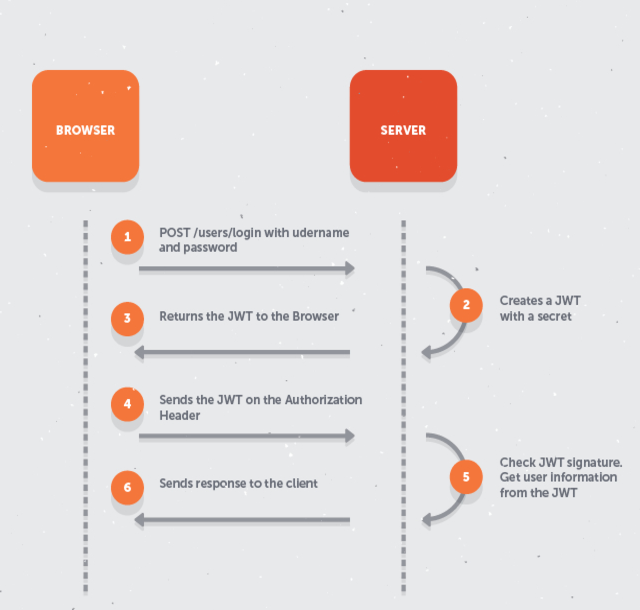 BROWSER
SERVER
1
POST /users/login with udername
and password
2
Creates a JWT
with a secret
3
Returns the JWT to the Browser
4
Sends the JWT on the Authorization
Header
5
Check JWT signature.
Get user information
from the JWT
6
Sends response to the client